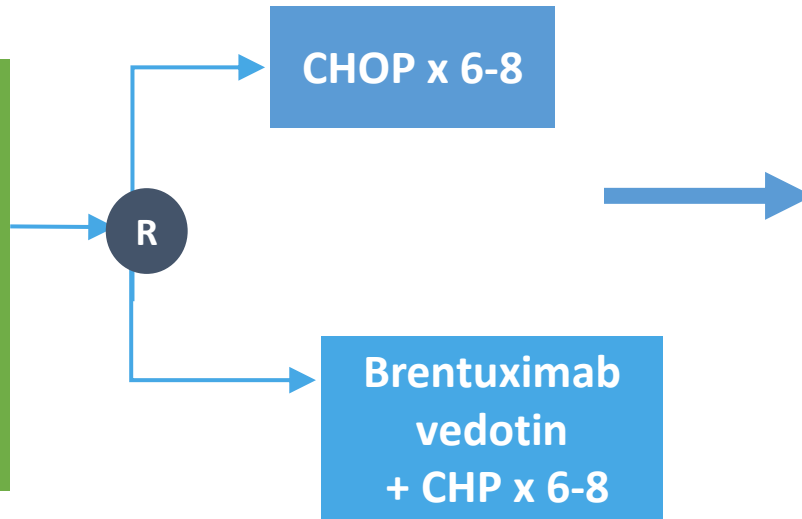 CHOP x 6-8
R
Brentuximab
vedotin
+ CHP x 6-8